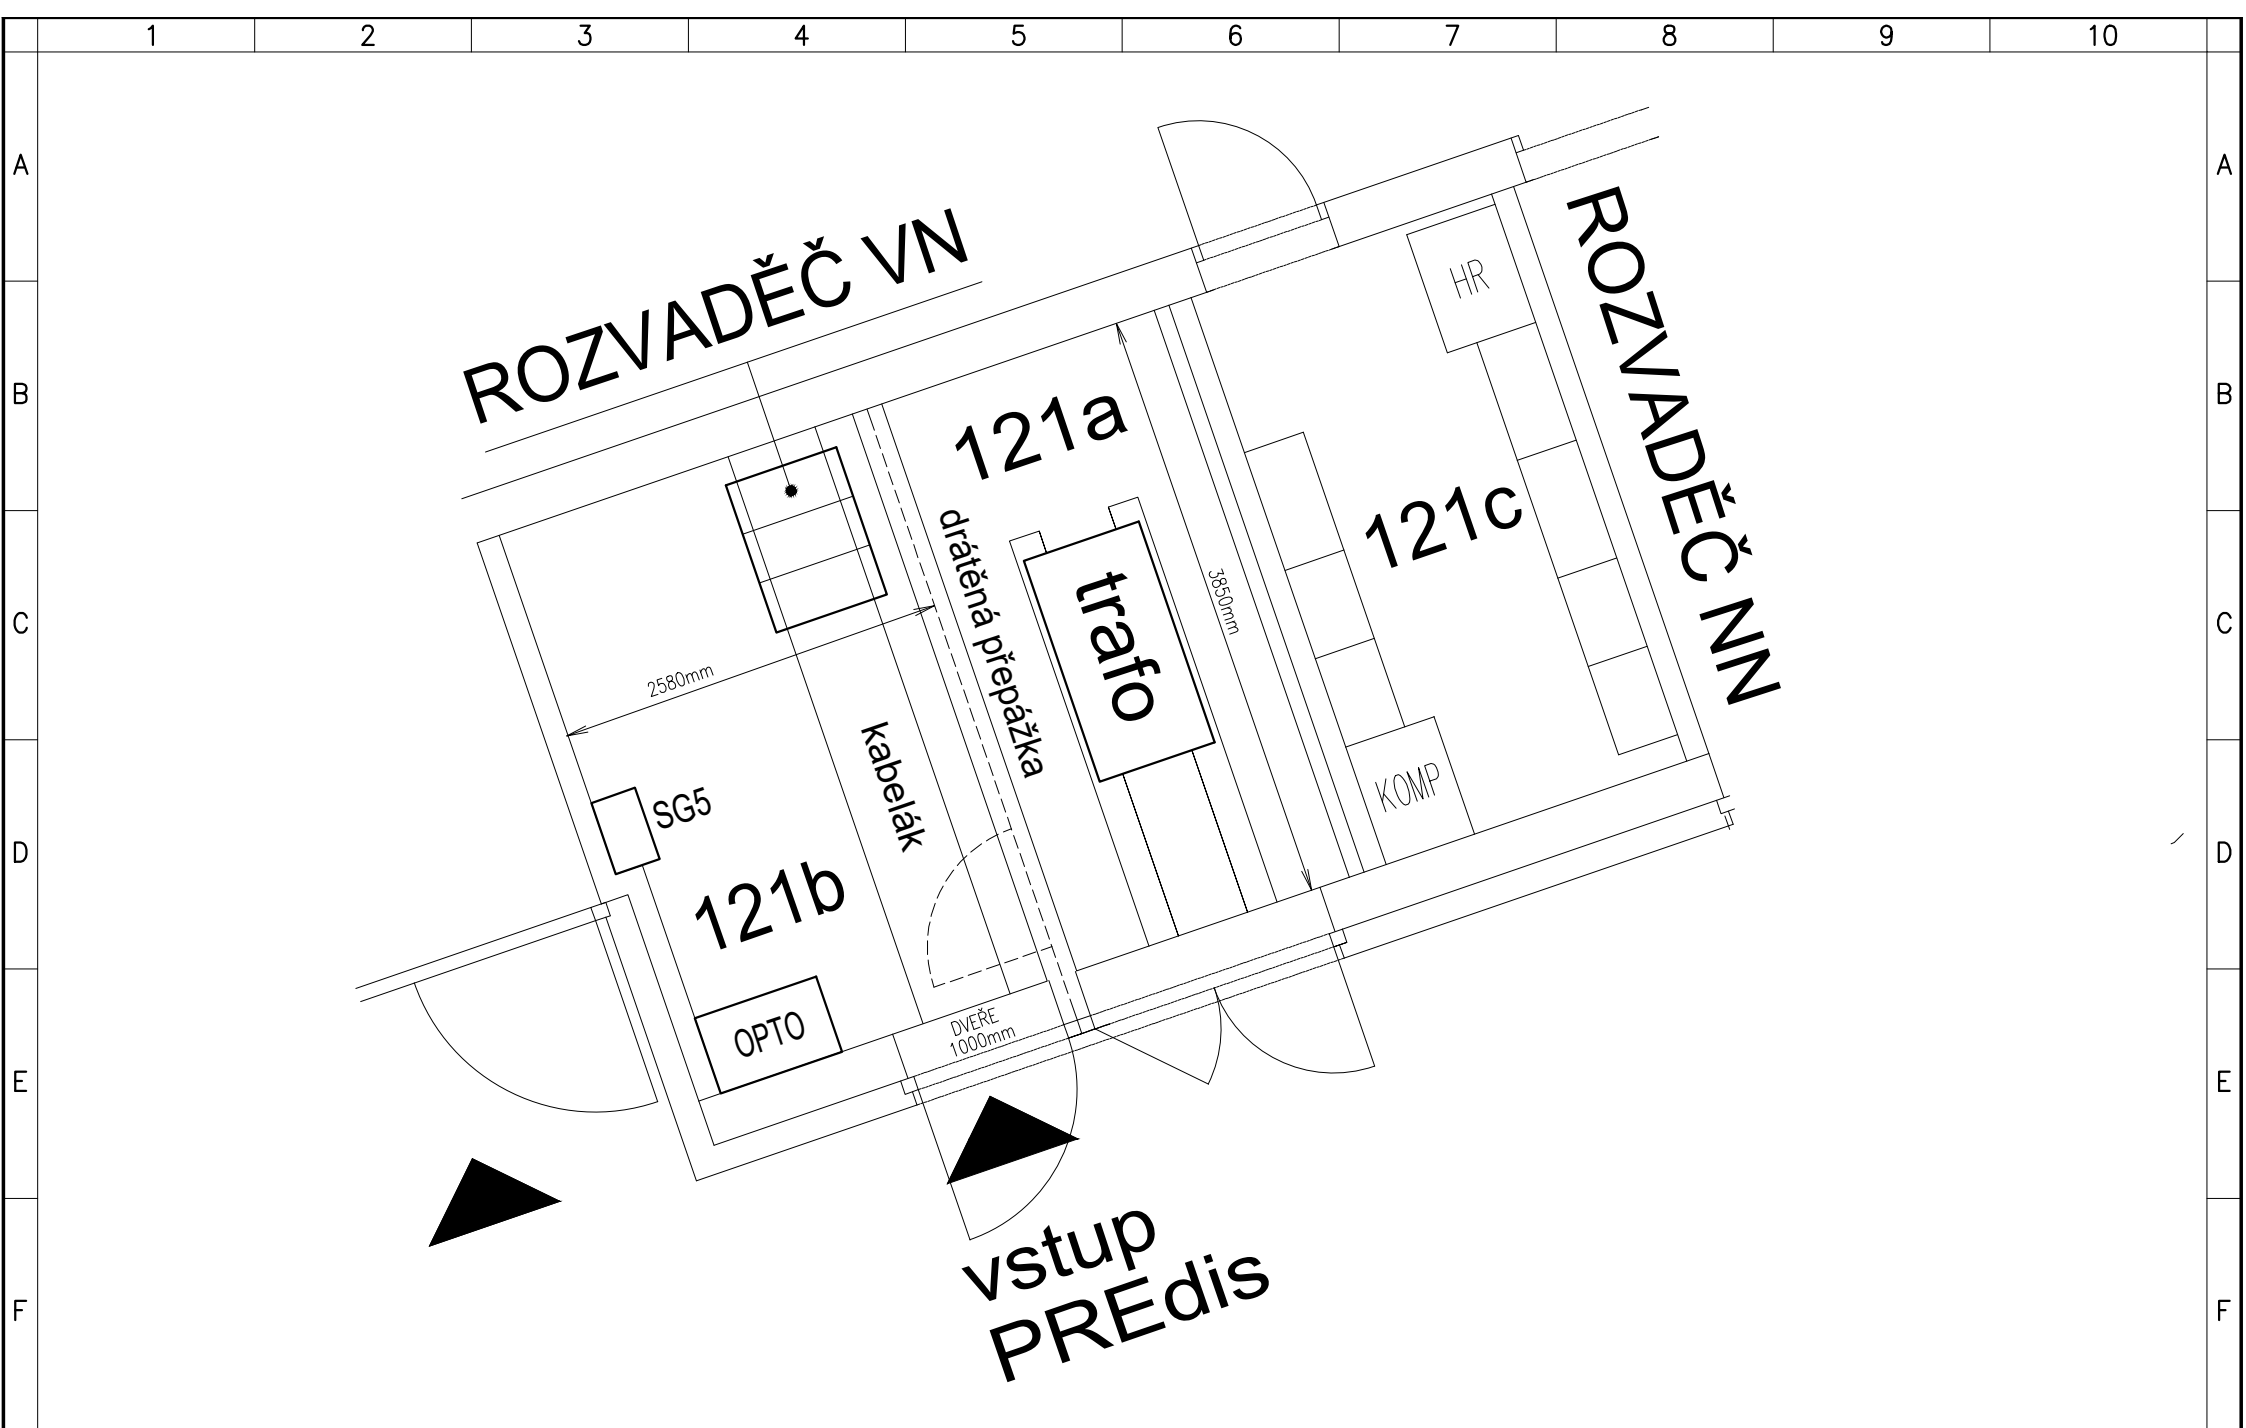 1 2 3 4 5 6 7 8 9 10
A A
ROZVADĚČ VN
ROZVADĚČ NN
HR
B B
121a
121c
drátěná přepážka
trafo
3850mm
C C
2580mm
kabelák
KOMP
SG5
D D
121b
OPTO
DVEŘE
1000mm
E E
vstup
PREdis
F F